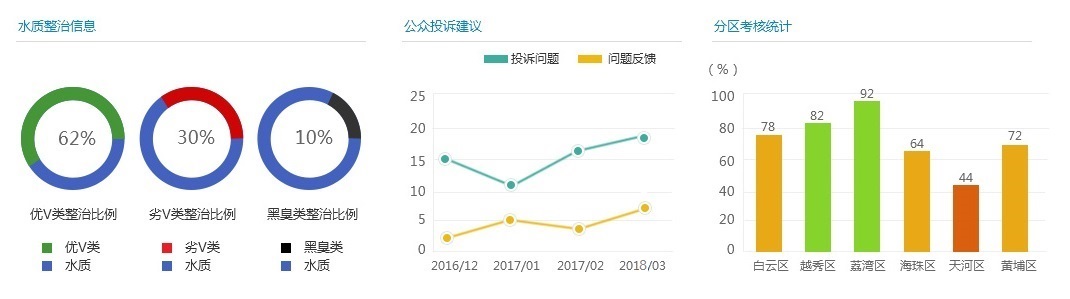 水质整治信息
62%
30%
10%
优V类整治比例
劣V类整治比例
黑臭类整治比例
优V类
水质
劣V类
水质
黑臭类
水质
公众投诉建议
投诉问题
问题反馈
25
20
15
10
5
0
2016/12
2017/01
2017/02
2018/03
分区考核统计
(%)
100
80
60
40
20
0
78
82
92
64
44
72
白云区
越秀区
荔湾区
海珠区
天河区
黄埔区